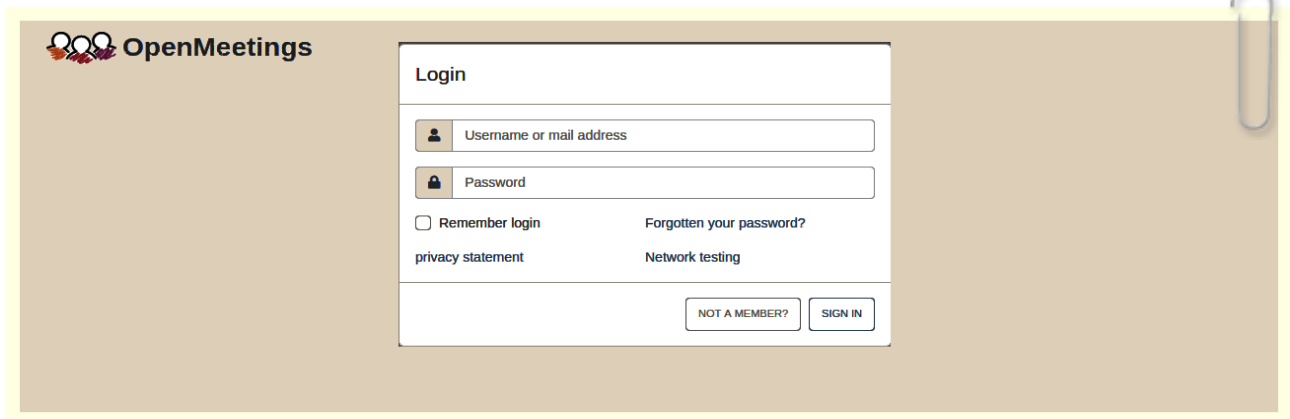 OpenMeetings
Login
Username or mail address
Password
Remember login
Forgotten your password?
privacy statement
Network testing
NOT A MEMBER?
SIGN IN